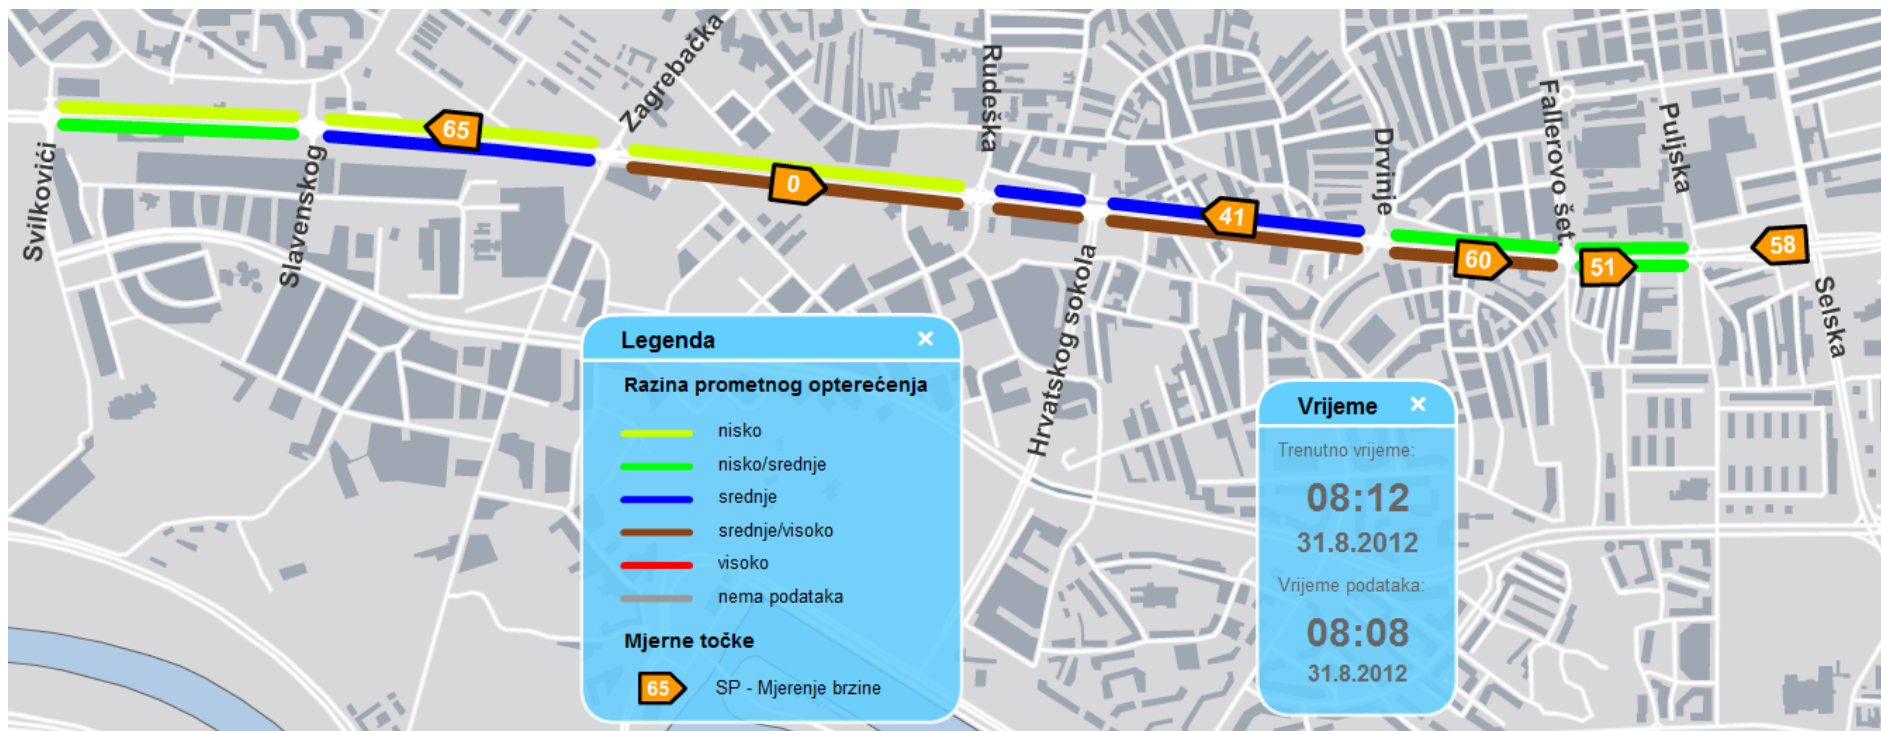 Svilkovići
Slavenskog
65
Zagrebačka
0
Rudeška
Hrvatskog sokola
41
Drvinje
60
Fallerovo šet.
51
Puljska
58
Selska
Legenda
Razina prometnog opterećenja
nisko
nisko/srednje
srednje
srednje/visoko
visoko
nema podataka
Mjerne točke
65 SP - Mjerenje brzine
Vrijeme
Trenutno vrijeme:
08:12
31.8.2012
Vrijeme podataka:
08:08
31.8.2012